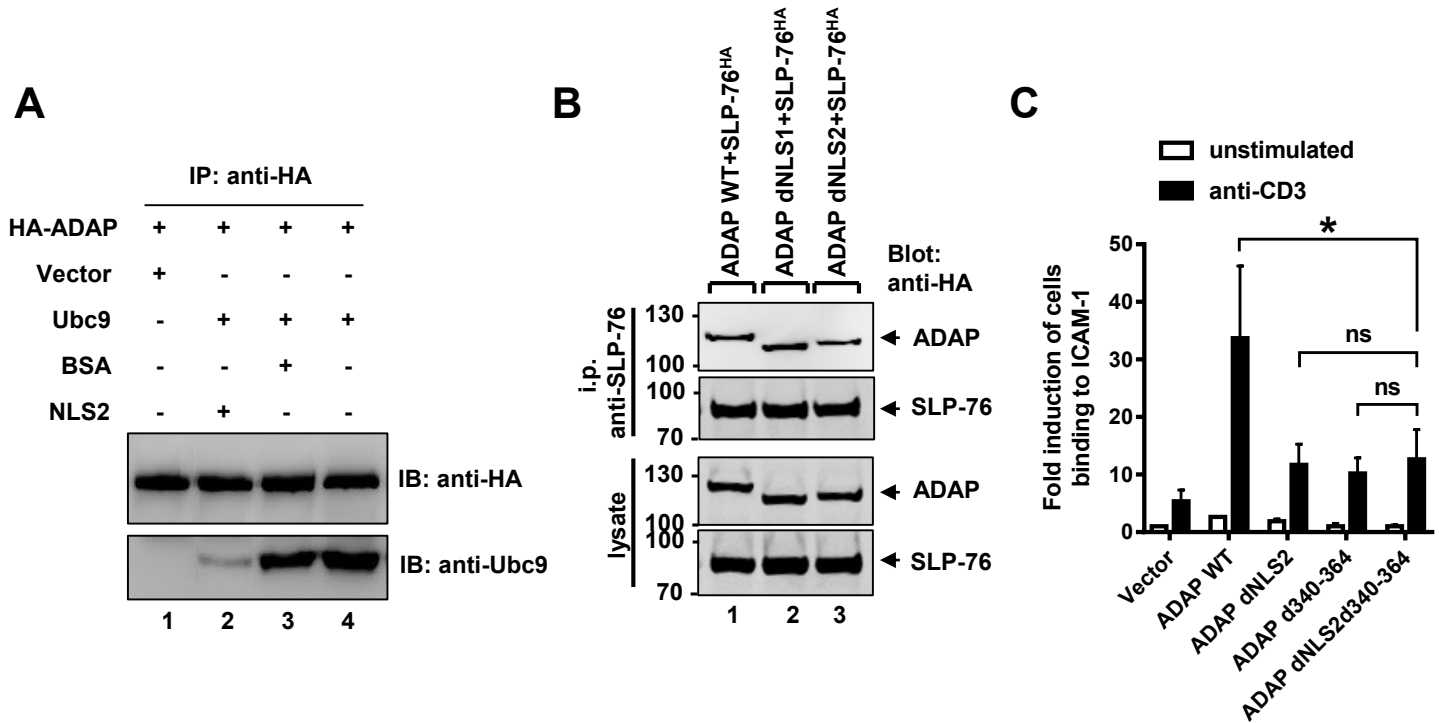 A
IP: anti-HA
HA-ADAP + + + +
Vector + - - -
Ubc9 - + + +
BSA - - + -
NLS2 - + - -
IB: anti-HA
IB: anti-Ubc9
1 2 3 4
B
ADAP WT+SLP-76HA
ADAP dNLS1+SLP-76HA
ADAP dNLS2+SLP-76HA
Blot:
anti-HA
i.p.
anti-SLP-76
130
100
ADAP
100
70
SLP-76
lysate
130
100
ADAP
100
70
SLP-76
1 2 3
C
unstimulated
anti-CD3
Fold induction of cells
binding to ICAM-1
50
40
30
20
10
0
*
ns
ns
Vector
ADAP WT
ADAP dNLS2
ADAP d340-364
ADAP dNLS2d340-364